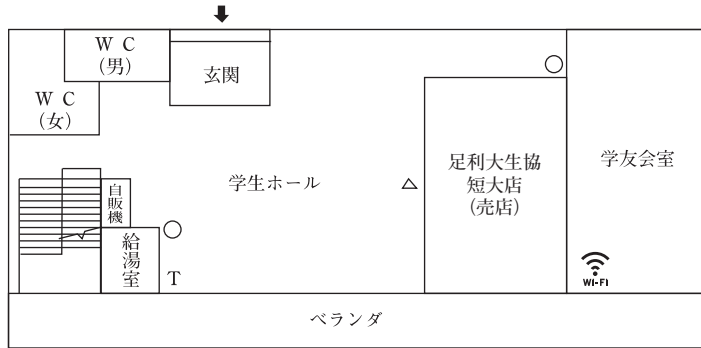 W C
(男)
玄関
W C
(女)
足利大生協
短大店
(売店)
学友会室
学生ホール
自販機
給湯室
T
WI-FI
ベランダ